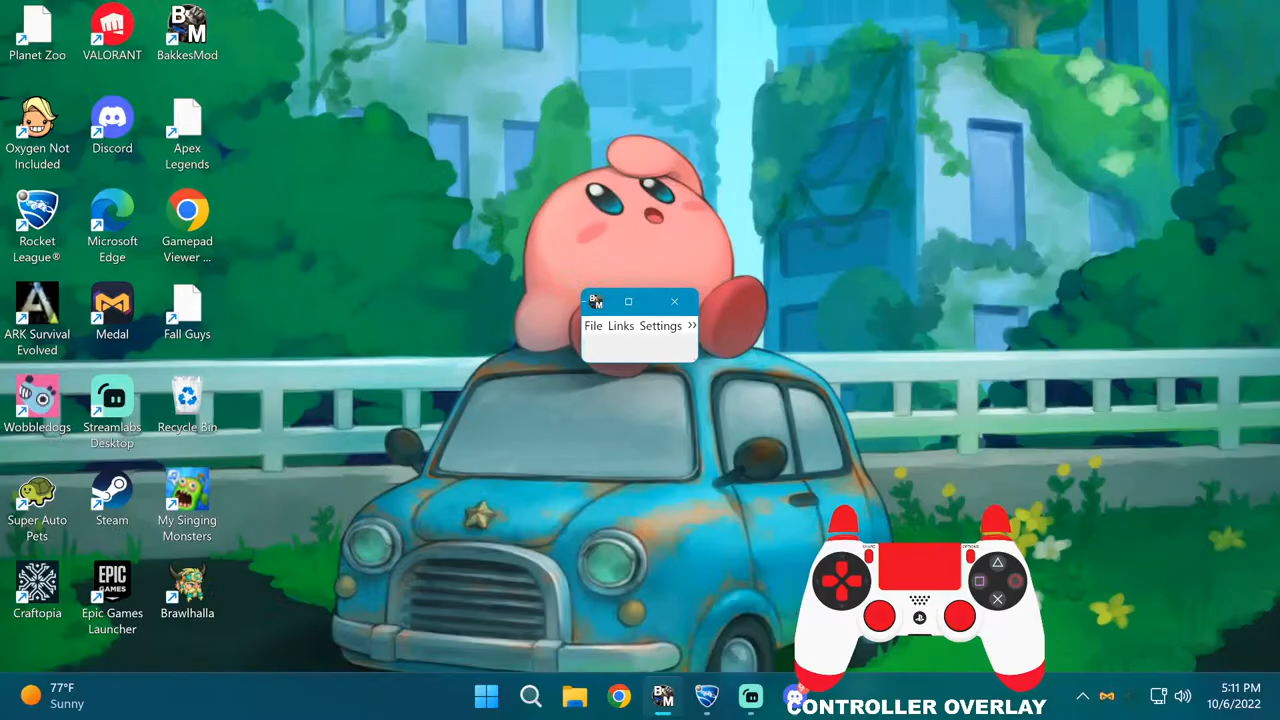 Planet Zoo
VALORANT
BakkesMod
Oxygen Not
Included
Discord
Apex
Legends
Rocket
League®
Microsoft
Edge
Gamepad
Viewer ...
ARK Survival
Evolved
Medal
Fall Guys
Wobbledogs
Streamlabs
Desktop
Recycle Bin
Super Auto
Pets
Steam
My Singing
Monsters
Craftopia
Epic Games
Launcher
Brawlhalla
B
M
EPIC
GAMES
B
M
File Links Settings »
SHARE
OPTIONS
CONTROLLER OVERLAY
77°F
Sunny
B
M
5:11 PM
10/6/2022